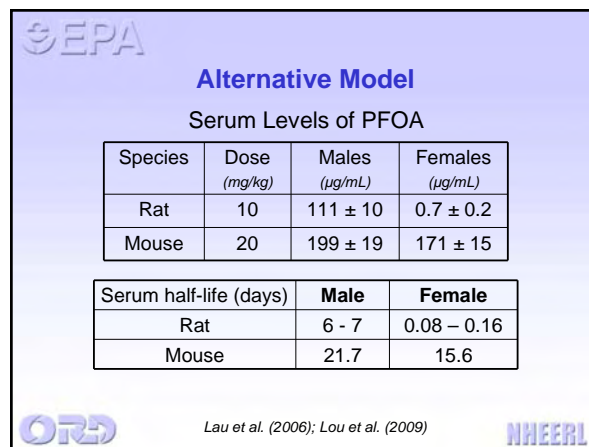 EPA
Alternative Model
Serum Levels of PFOA
Species Dose Males Females
(mg/kg) (µg/mL) (µg/mL)
Rat 10 111 ± 10 0.7 ± 0.2
Mouse 20 199 ± 19 171 ± 15
Serum half-life (days) Male Female
Rat 6 - 7 0.08 – 0.16
Mouse 21.7 15.6
ORD Lau et al. (2006); Lou et al. (2009) NHEERL